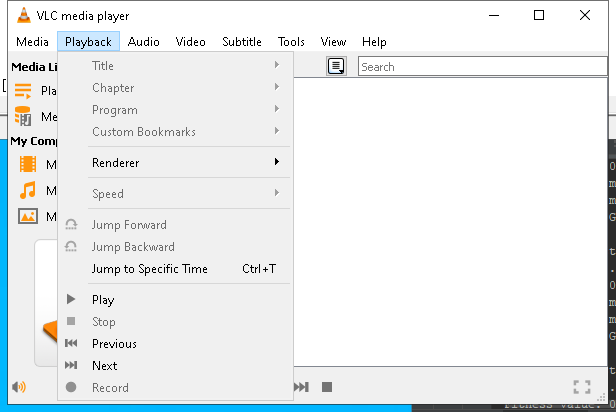 VLC media player
Media Playback Audio Video Subtitle Tools View Help
Media Li
Search
Title
Chapter
Program
Custom Bookmarks
Renderer
Speed
Jump Forward
Jump Backward
Jump to Specific Time Ctrl+T
Play
Stop
Previous
Next
Record
Pla
Me
My Comp
M
M
M